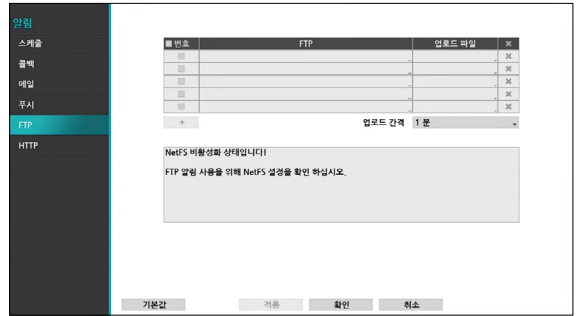 알림
스케줄
콜백
메일
푸시
FTP
HTTP
번호 FTP 업로드 파일
+ 업로드 간격 1 분
NetFS 비활성화 상태입니다!
FTP 알림 사용을 위해 NetFS 설정을 확인 하십시오.
기본값 적용 확인 취소